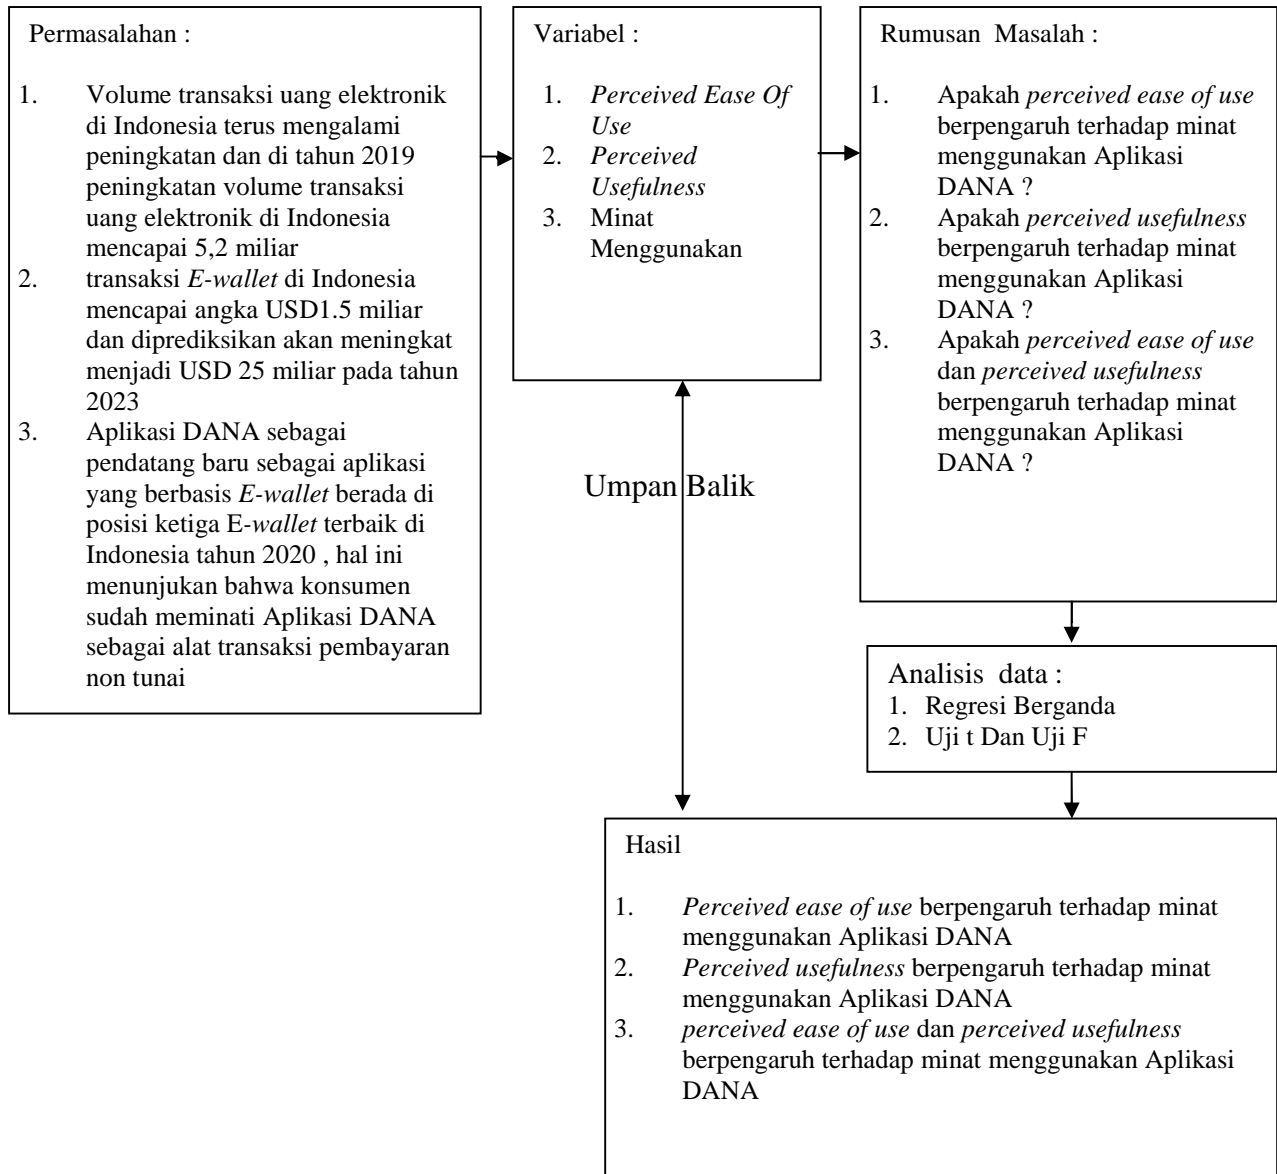 Permasalahan :
1. Volume transaksi uang elektronik
di Indonesia terus mengalami
peningkatan dan di tahun 2019
peningkatan volume transaksi
uang elektronik di Indonesia
mencapai 5,2 miliar
2. transaksi E-wallet di Indonesia
mencapai angka USD1.5 miliar
dan diprediksikan akan meningkat
menjadi USD 25 miliar pada tahun
2023
3. Aplikasi DANA sebagai
pendatang baru sebagai aplikasi
yang berbasis E-wallet berada di
posisi ketiga E-wallet terbaik di
Indonesia tahun 2020 , hal ini
menunjukan bahwa konsumen
sudah meminati Aplikasi DANA
sebagai alat transaksi pembayaran
non tunai
Variabel :
1. Perceived Ease Of
Use
2. Perceived
Usefulness
3. Minat
Menggunakan
Rumusan Masalah :
1. Apakah perceived ease of use
berpengaruh terhadap minat
menggunakan Aplikasi
DANA ?
2. Apakah perceived usefulness
berpengaruh terhadap minat
menggunakan Aplikasi
DANA ?
3. Apakah perceived ease of use
dan perceived usefulness
berpengaruh terhadap minat
menggunakan Aplikasi
DANA ?
Umpan Balik
Analisis data :
1. Regresi Berganda
2. Uji t Dan Uji F
Hasil
1. Perceived ease of use berpengaruh terhadap minat
menggunakan Aplikasi DANA
2. Perceived usefulness berpengaruh terhadap minat
menggunakan Aplikasi DANA
3. perceived ease of use dan perceived usefulness
berpengaruh terhadap minat menggunakan Aplikasi
DANA